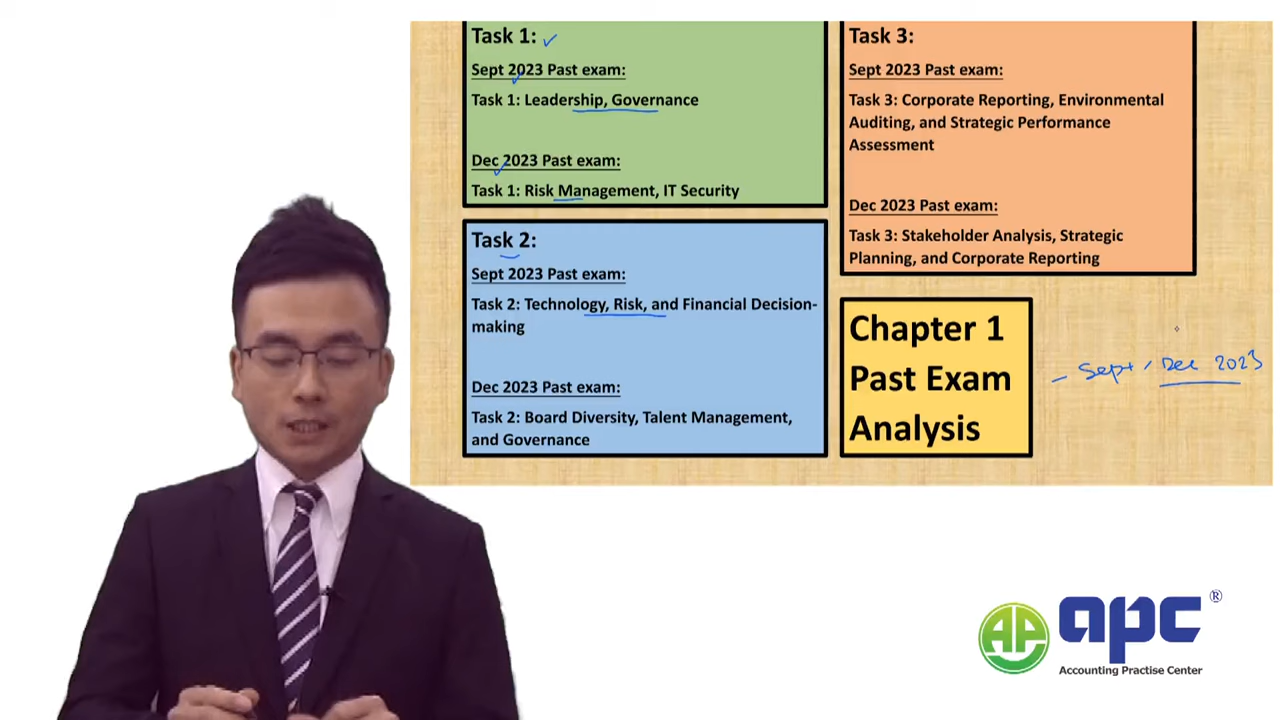 Task 1:
Sept 2023 Past exam:
Task 1: Leadership, Governance
Dec 2023 Past exam:
Task 1: Risk Management, IT Security
Task 2:
Sept 2023 Past exam:
Task 2: Technology, Risk, and Financial Decision-
making
Dec 2023 Past exam:
Task 2: Board Diversity, Talent Management,
and Governance
Task 3:
Sept 2023 Past exam:
Task 3: Corporate Reporting, Environmental
Auditing, and Strategic Performance
Assessment
Dec 2023 Past exam:
Task 3: Stakeholder Analysis, Strategic
Planning, and Corporate Reporting
Chapter 1
Past Exam
Analysis
– Sept / Dec 2023
AP apc ®
Accounting Practise Center